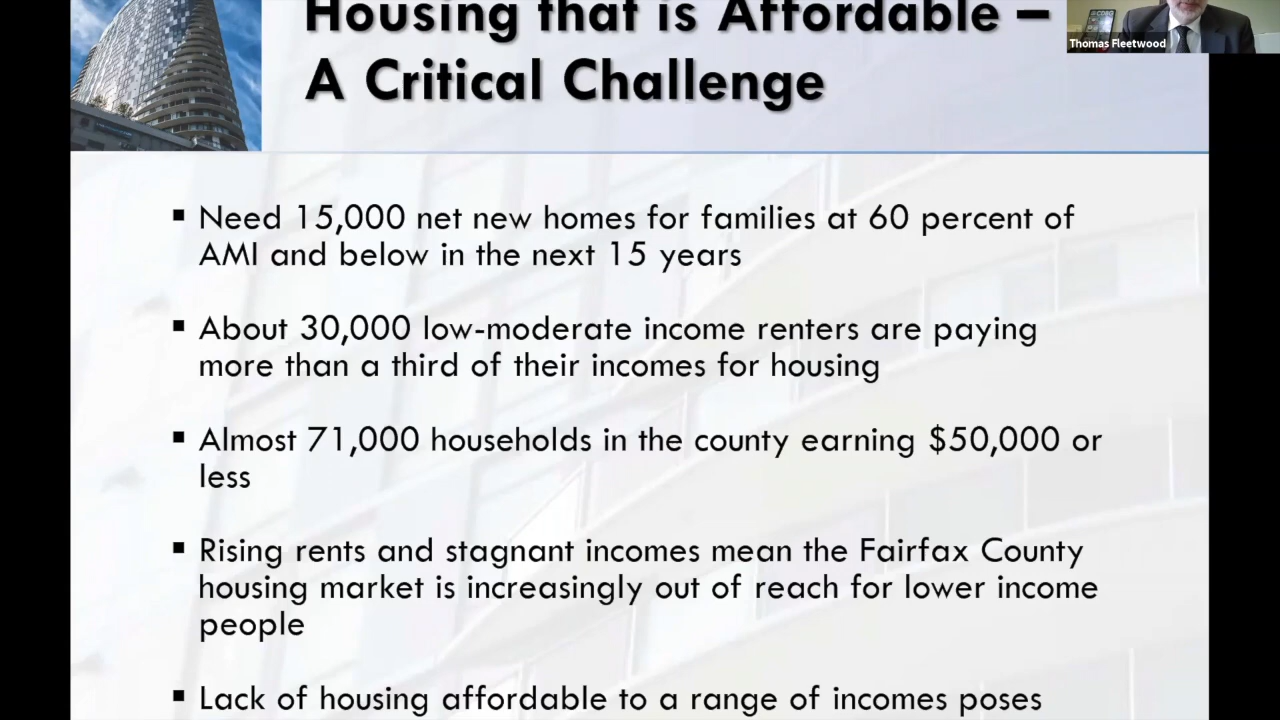 Housing that is Affordable –
A Critical Challenge
Thomas Fleetwood
▪ Need 15,000 net new homes for families at 60 percent of
AMI and below in the next 15 years
▪ About 30,000 low-moderate income renters are paying
more than a third of their incomes for housing
▪ Almost 71,000 households in the county earning $50,000 or
less
▪ Rising rents and stagnant incomes mean the Fairfax County
housing market is increasingly out of reach for lower income
people
▪ Lack of housing affordable to a range of incomes poses